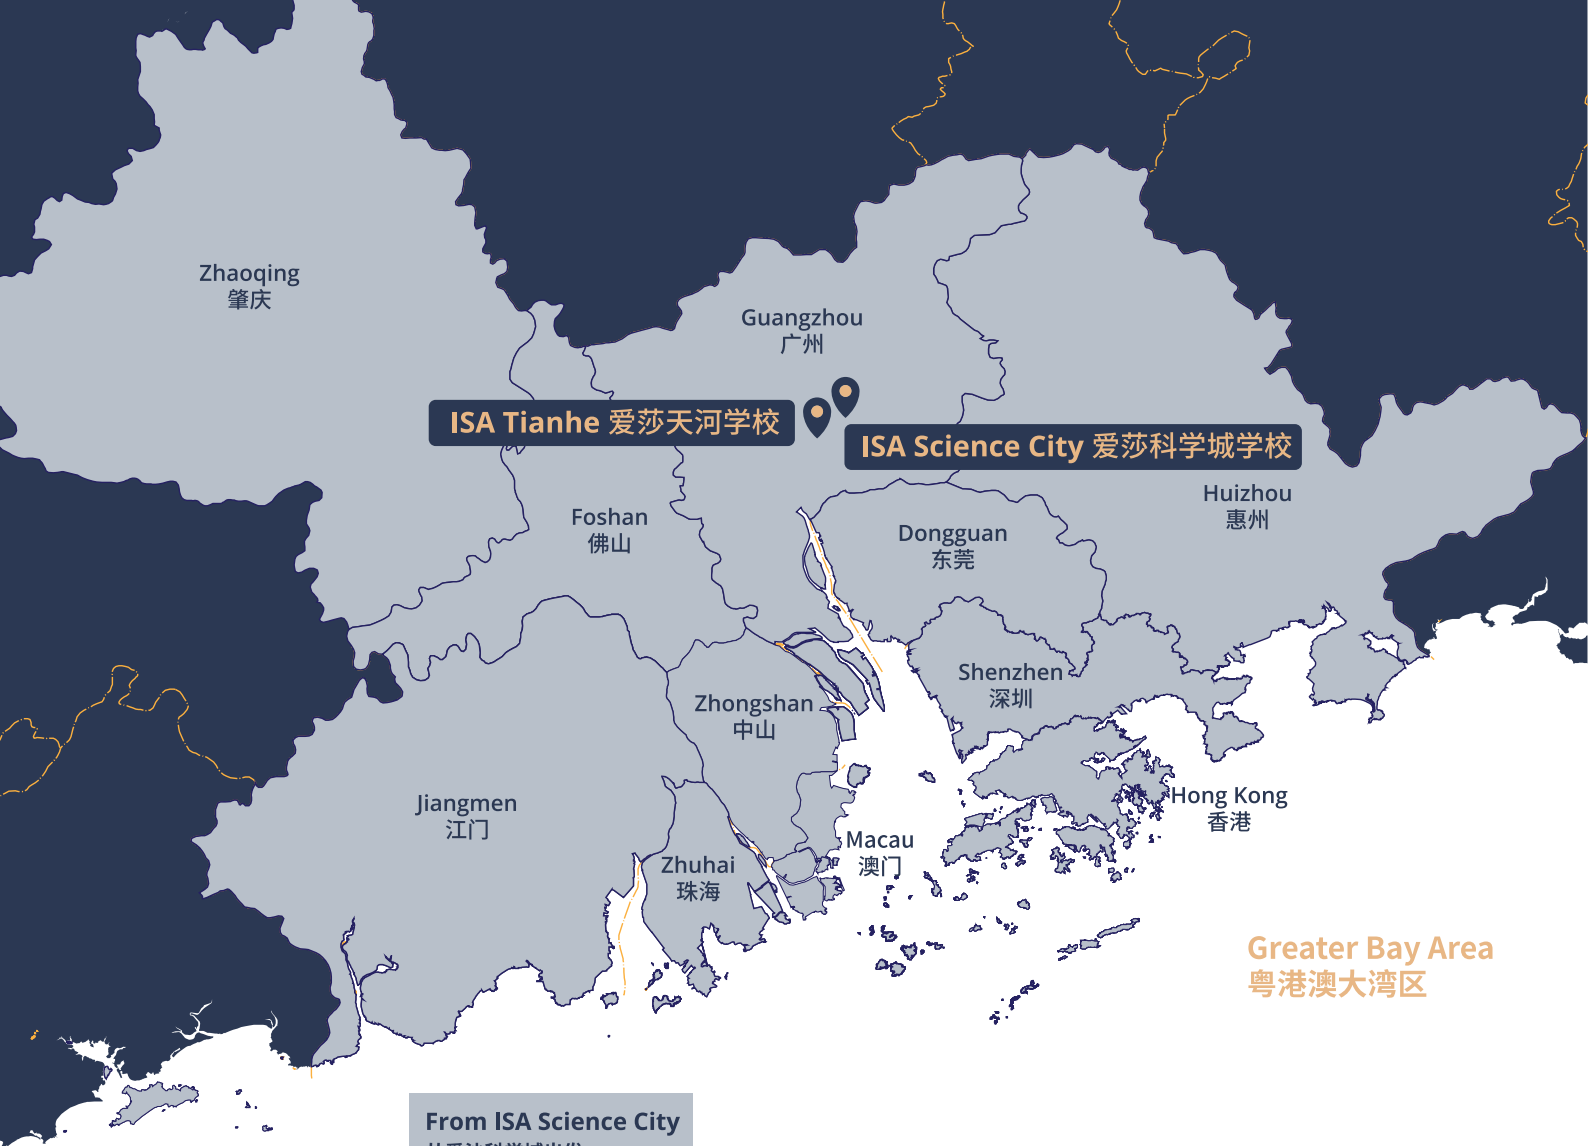 Zhaoqing
肇庆
Guangzhou
广州
ISA Tianhe 爱莎天河学校
ISA Science City 爱莎科学城学校
Huizhou
惠州
Foshan
佛山
Dongguan
东莞
Shenzhen
深圳
Zhongshan
中山
Jiangmen
江门
Hong Kong
香港
Macau
澳门
Zhuhai
珠海
Greater Bay Area
粤港澳大湾区
From ISA Science City